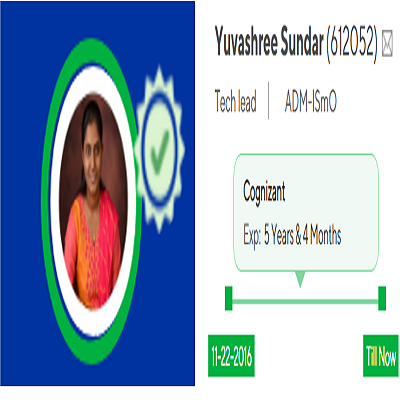 Yuvashree Sundar (612052)
Tech lead | ADM-ISmO
Cognizant
Exp: 5 Years & 4 Months
11-22-2016 Till Now